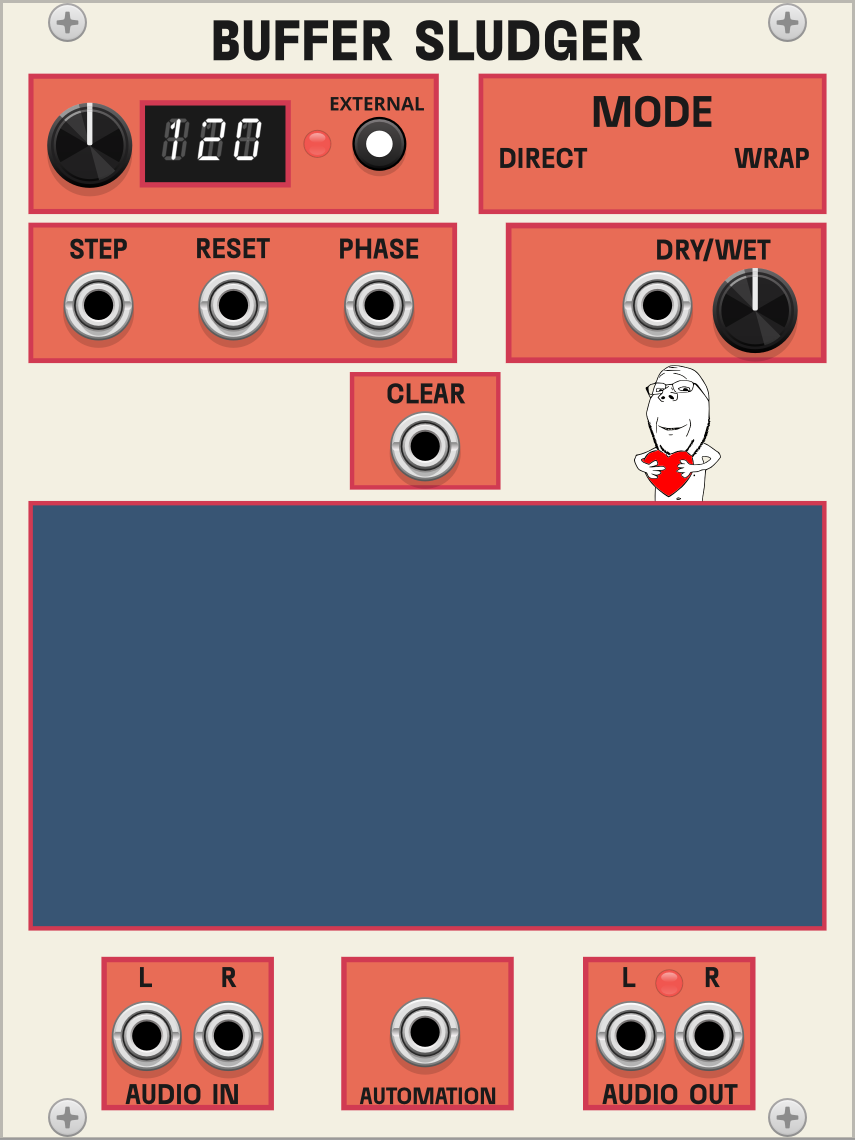 BUFFER SLUDGER
EXTERNAL
120
MODE
DIRECT WRAP
STEP RESET PHASE
DRY/WET
CLEAR
L R
AUDIO IN
AUTOMATION
L R
AUDIO OUT